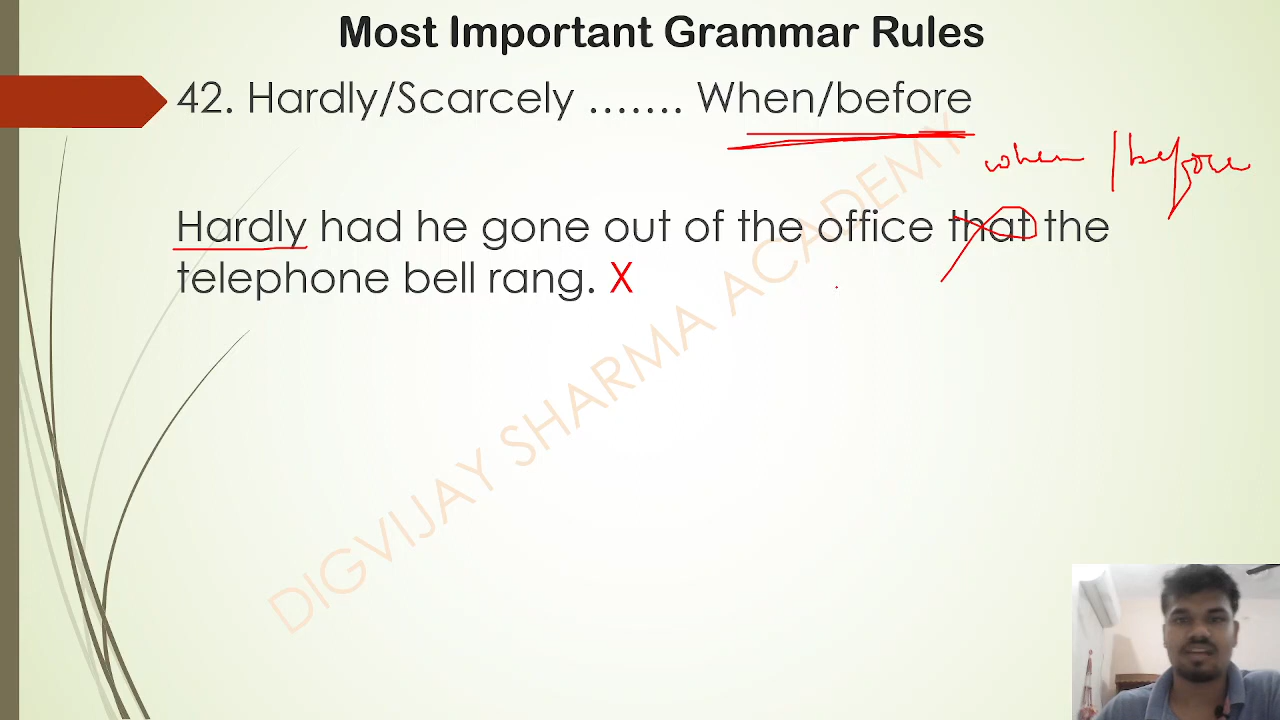 Most Important Grammar Rules
42. Hardly/Scarcely ……. When/before
when / before
Hardly had he gone out of the office that the
telephone bell rang. X
DIGVIJAY SHARMA ACADEMY